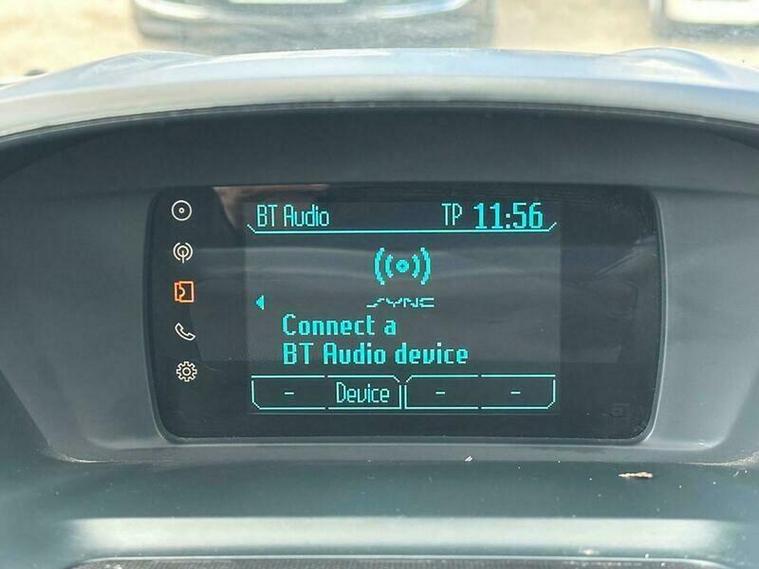 BT Audio TP 11:56
SYNC
Connect a
BT Audio device
- Device - -